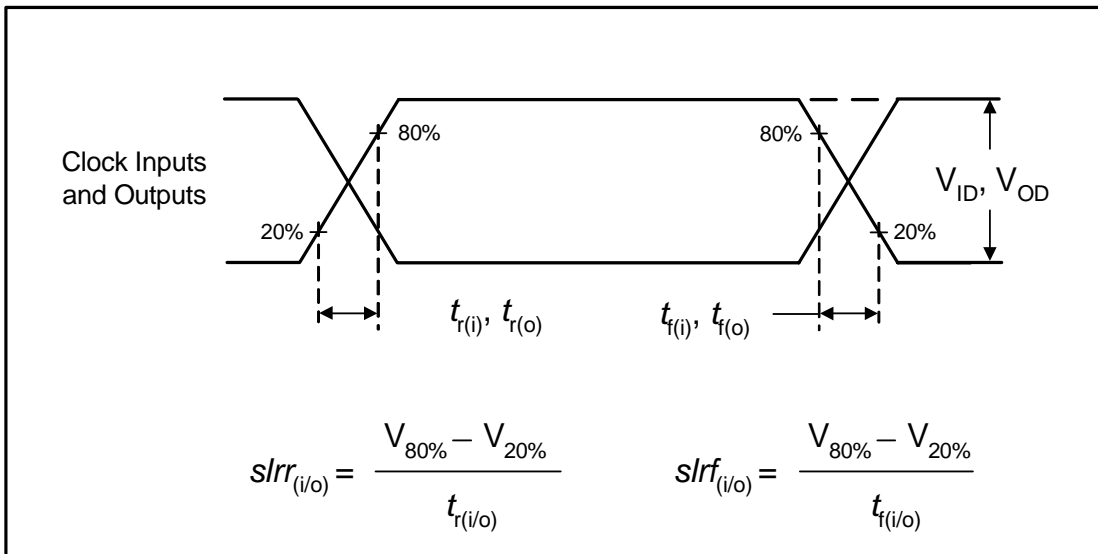 80%
80%
Clock Inputs
and Outputs
V_ID, V_OD
20%
20%
t_r(i), t_r(o)
t_f(i), t_f(o)
slrr_(i/o) = V_80% – V_20% / t_r(i/o)
slrf_(i/o) = V_80% – V_20% / t_f(i/o)